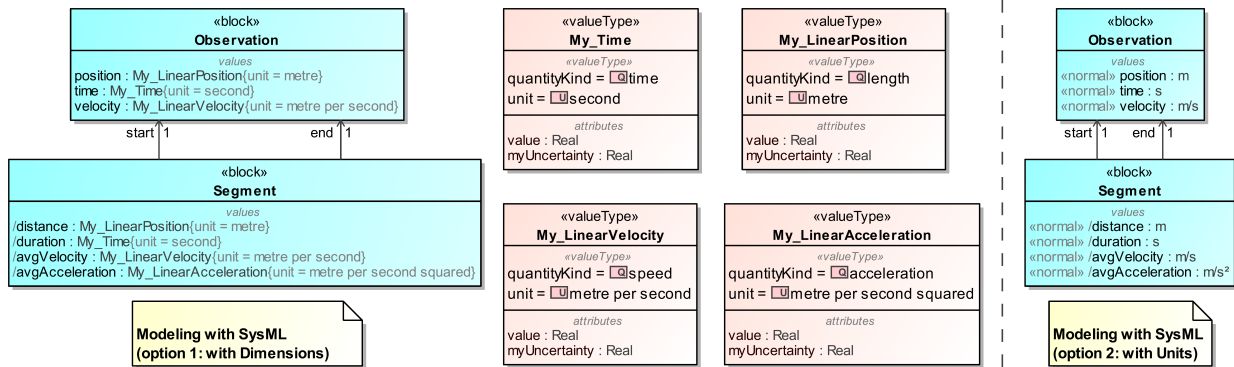 «block»
Observation
values
position : My_LinearPosition{unit = metre}
time : My_Time{unit = second}
velocity : My_LinearVelocity{unit = metre per second}
start 1
end 1
«block»
Segment
values
/distance : My_LinearPosition{unit = metre}
/duration : My_Time{unit = second}
/avgVelocity : My_LinearVelocity{unit = metre per second}
/avgAcceleration : My_LinearAcceleration{unit = metre per second squared}
Modeling with SysML
(option 1: with Dimensions)
«valueType»
My_Time
«valueType»
quantityKind = Q time
unit = U second
attributes
value : Real
myUncertainty : Real
«valueType»
My_LinearPosition
«valueType»
quantityKind = Q length
unit = U metre
attributes
value : Real
myUncertainty : Real
«valueType»
My_LinearVelocity
«valueType»
quantityKind = Q speed
unit = U metre per second
attributes
value : Real
myUncertainty : Real
«valueType»
My_LinearAcceleration
«valueType»
quantityKind = Q acceleration
unit = U metre per second squared
attributes
value : Real
myUncertainty : Real
«block»
Observation
values
«normal» position : m
«normal» time : s
«normal» velocity : m/s
start 1
end 1
«block»
Segment
values
«normal» /distance : m
«normal» /duration : s
«normal» /avgVelocity : m/s
«normal» /avgAcceleration : m/s²
Modeling with SysML
(option 2: with Units)